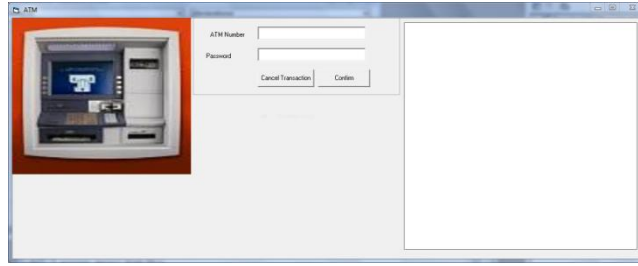 ATM
ATM Number
Password
Cancel Transaction
Confirm